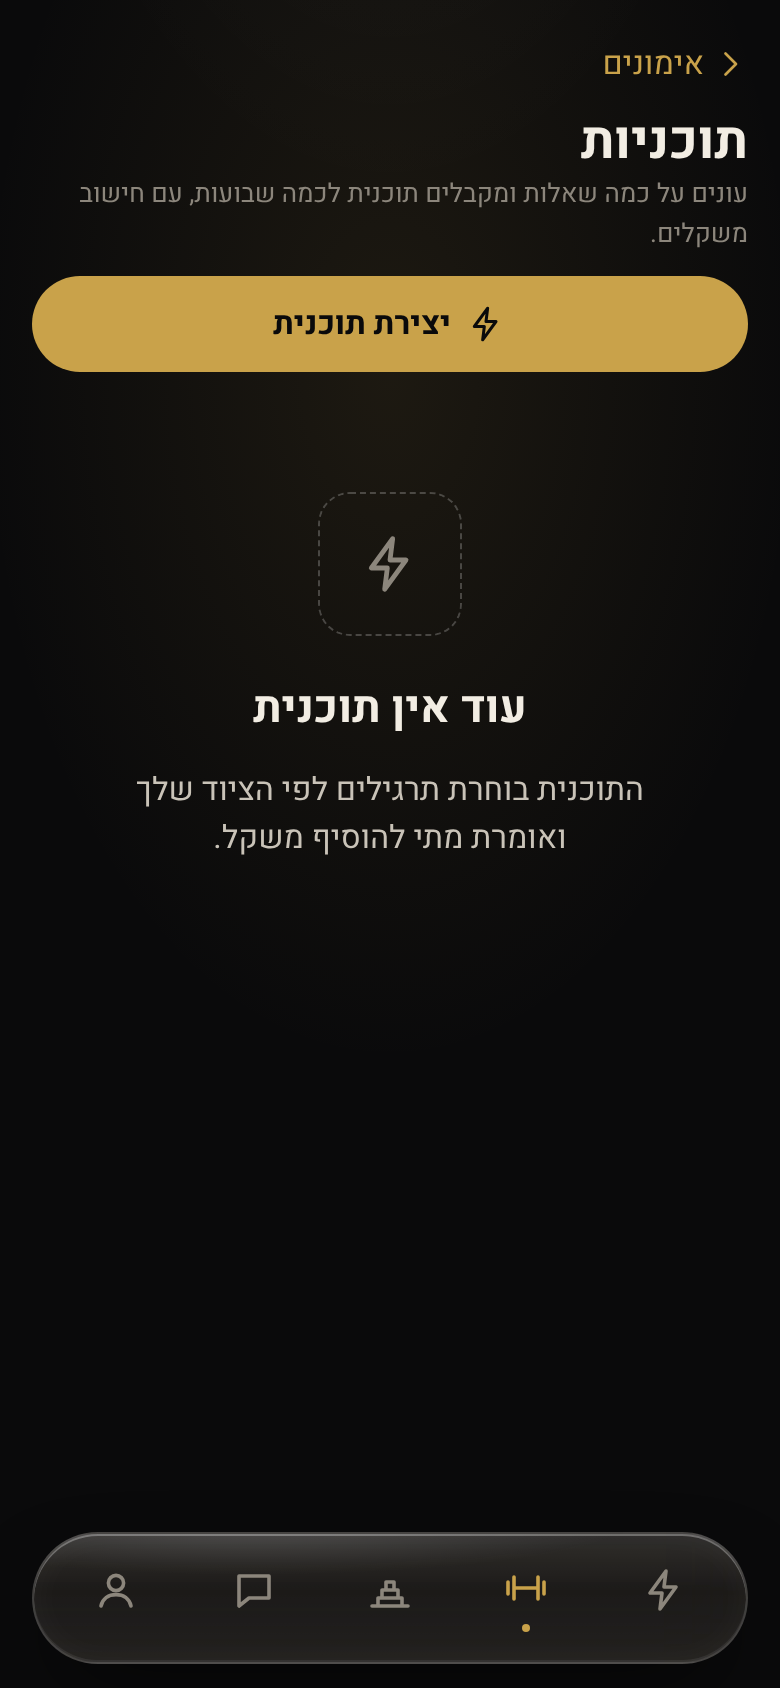 אימונים
תוכניות
עונים על כמה שאלות ומקבלים תוכנית לכמה שבועות, עם חישוב
משקלים.
יצירת תוכנית
עוד אין תוכנית
התוכנית בוחרת תרגילים לפי הציוד שלך
ואומרת מתי להוסיף משקל.